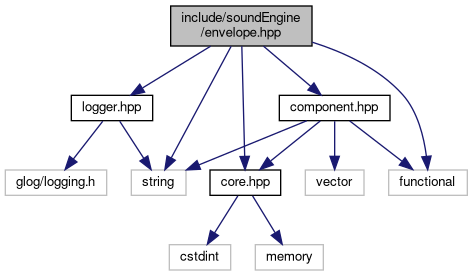 include/soundEngine
/envelope.hpp
logger.hpp
component.hpp
glog/logging.h
string
core.hpp
vector
functional
cstdint
memory